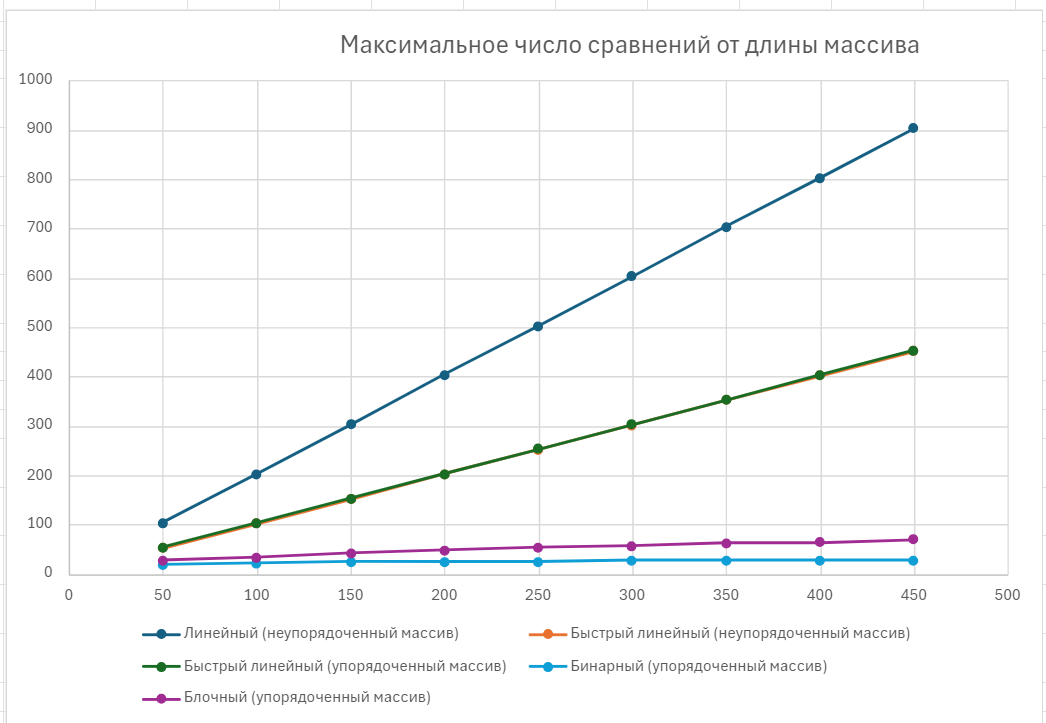 Максимальное число сравнений от длины массива
1000
900
800
700
600
500
400
300
200
100
0
0 50 100 150 200 250 300 350 400 450 500
Линейный (неупорядоченный массив) Быстрый линейный (неупорядоченный массив)
Быстрый линейный (упорядоченный массив) Бинарный (упорядоченный массив)
Блочный (упорядоченный массив)